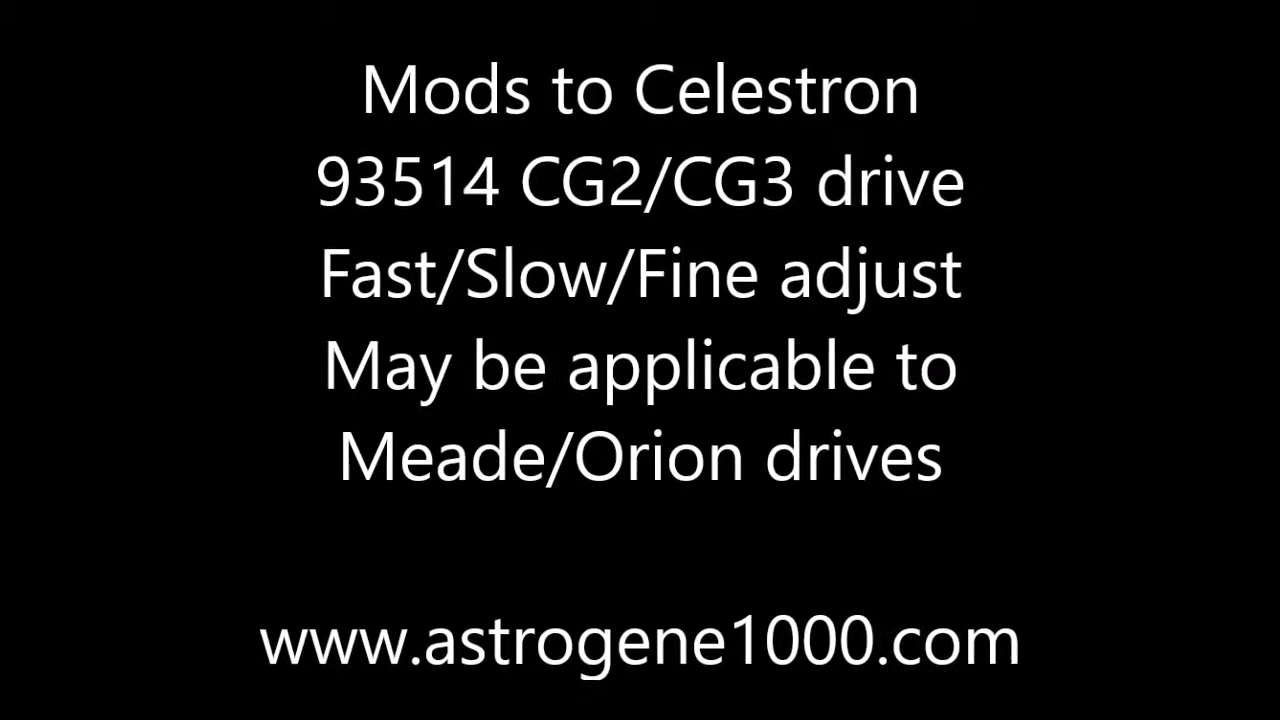 Mods to Celestron
93514 CG2/CG3 drive
Fast/Slow/Fine adjust
May be applicable to
Meade/Orion drives
www.astrogene1000.com